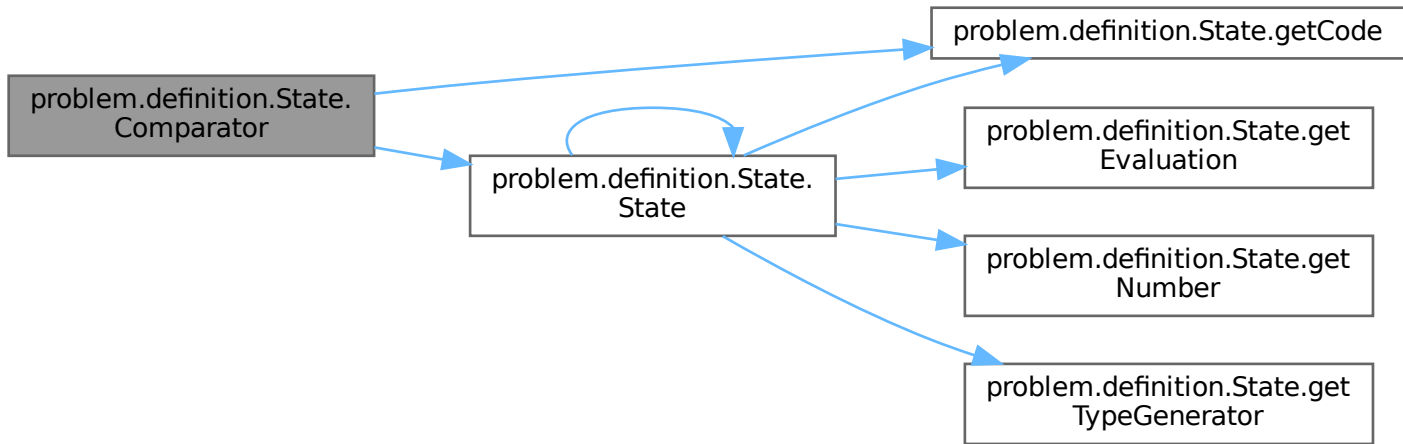 problem.definition.State.
Comparator
problem.definition.State.
State
problem.definition.State.getCode
problem.definition.State.get
Evaluation
problem.definition.State.get
Number
problem.definition.State.get
TypeGenerator